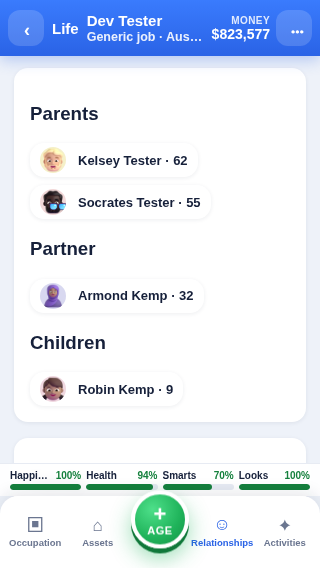 Life
Dev Tester
Generic job · Aus...
MONEY
$823,577
Parents
Kelsey Tester · 62
Socrates Tester · 55
Partner
Armond Kemp · 32
Children
Robin Kemp · 9
Happi... 100% Health 94% Smarts 70% Looks 100%
AGE
Occupation Assets Relationships Activities